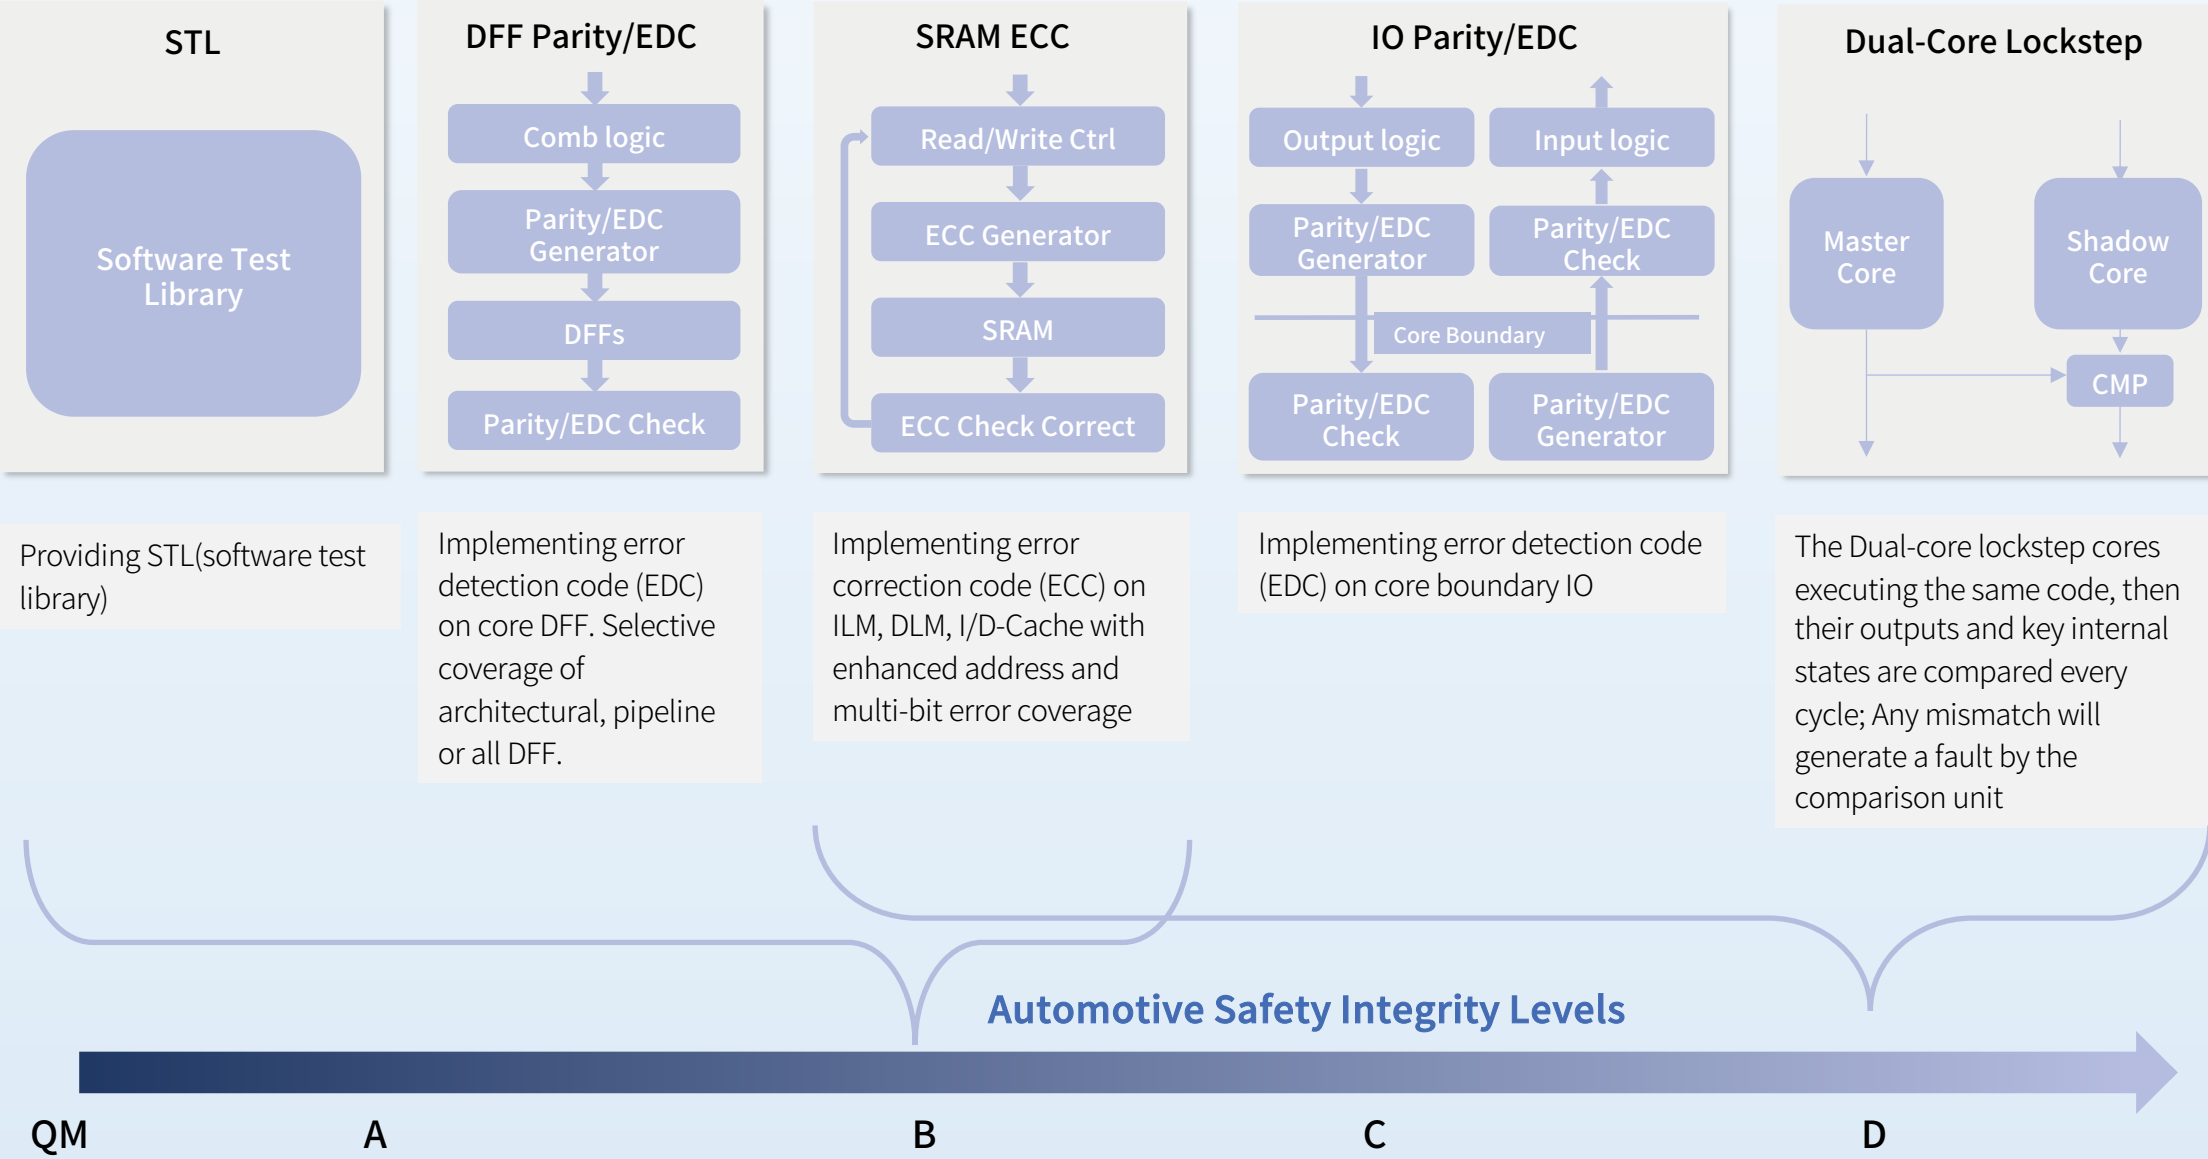 STL
Software Test
Library
Providing STL(software test
library)
DFF Parity/EDC
Comb logic
Parity/EDC
Generator
DFFs
Parity/EDC Check
Implementing error
detection code (EDC)
on core DFF. Selective
coverage of
architectural, pipeline
or all DFF.
SRAM ECC
Read/Write Ctrl
ECC Generator
SRAM
ECC Check Correct
Implementing error
correction code (ECC) on
ILM, DLM, I/D-Cache with
enhanced address and
multi-bit error coverage
IO Parity/EDC
Output logic
Input logic
Parity/EDC
Generator
Parity/EDC
Check
Core Boundary
Parity/EDC
Check
Parity/EDC
Generator
Implementing error detection code
(EDC) on core boundary IO
Dual-Core Lockstep
Master
Core
Shadow
Core
CMP
The Dual-core lockstep cores
executing the same code, then
their outputs and key internal
states are compared every
cycle; Any mismatch will
generate a fault by the
comparison unit
Automotive Safety Integrity Levels
QM
A
B
C
D